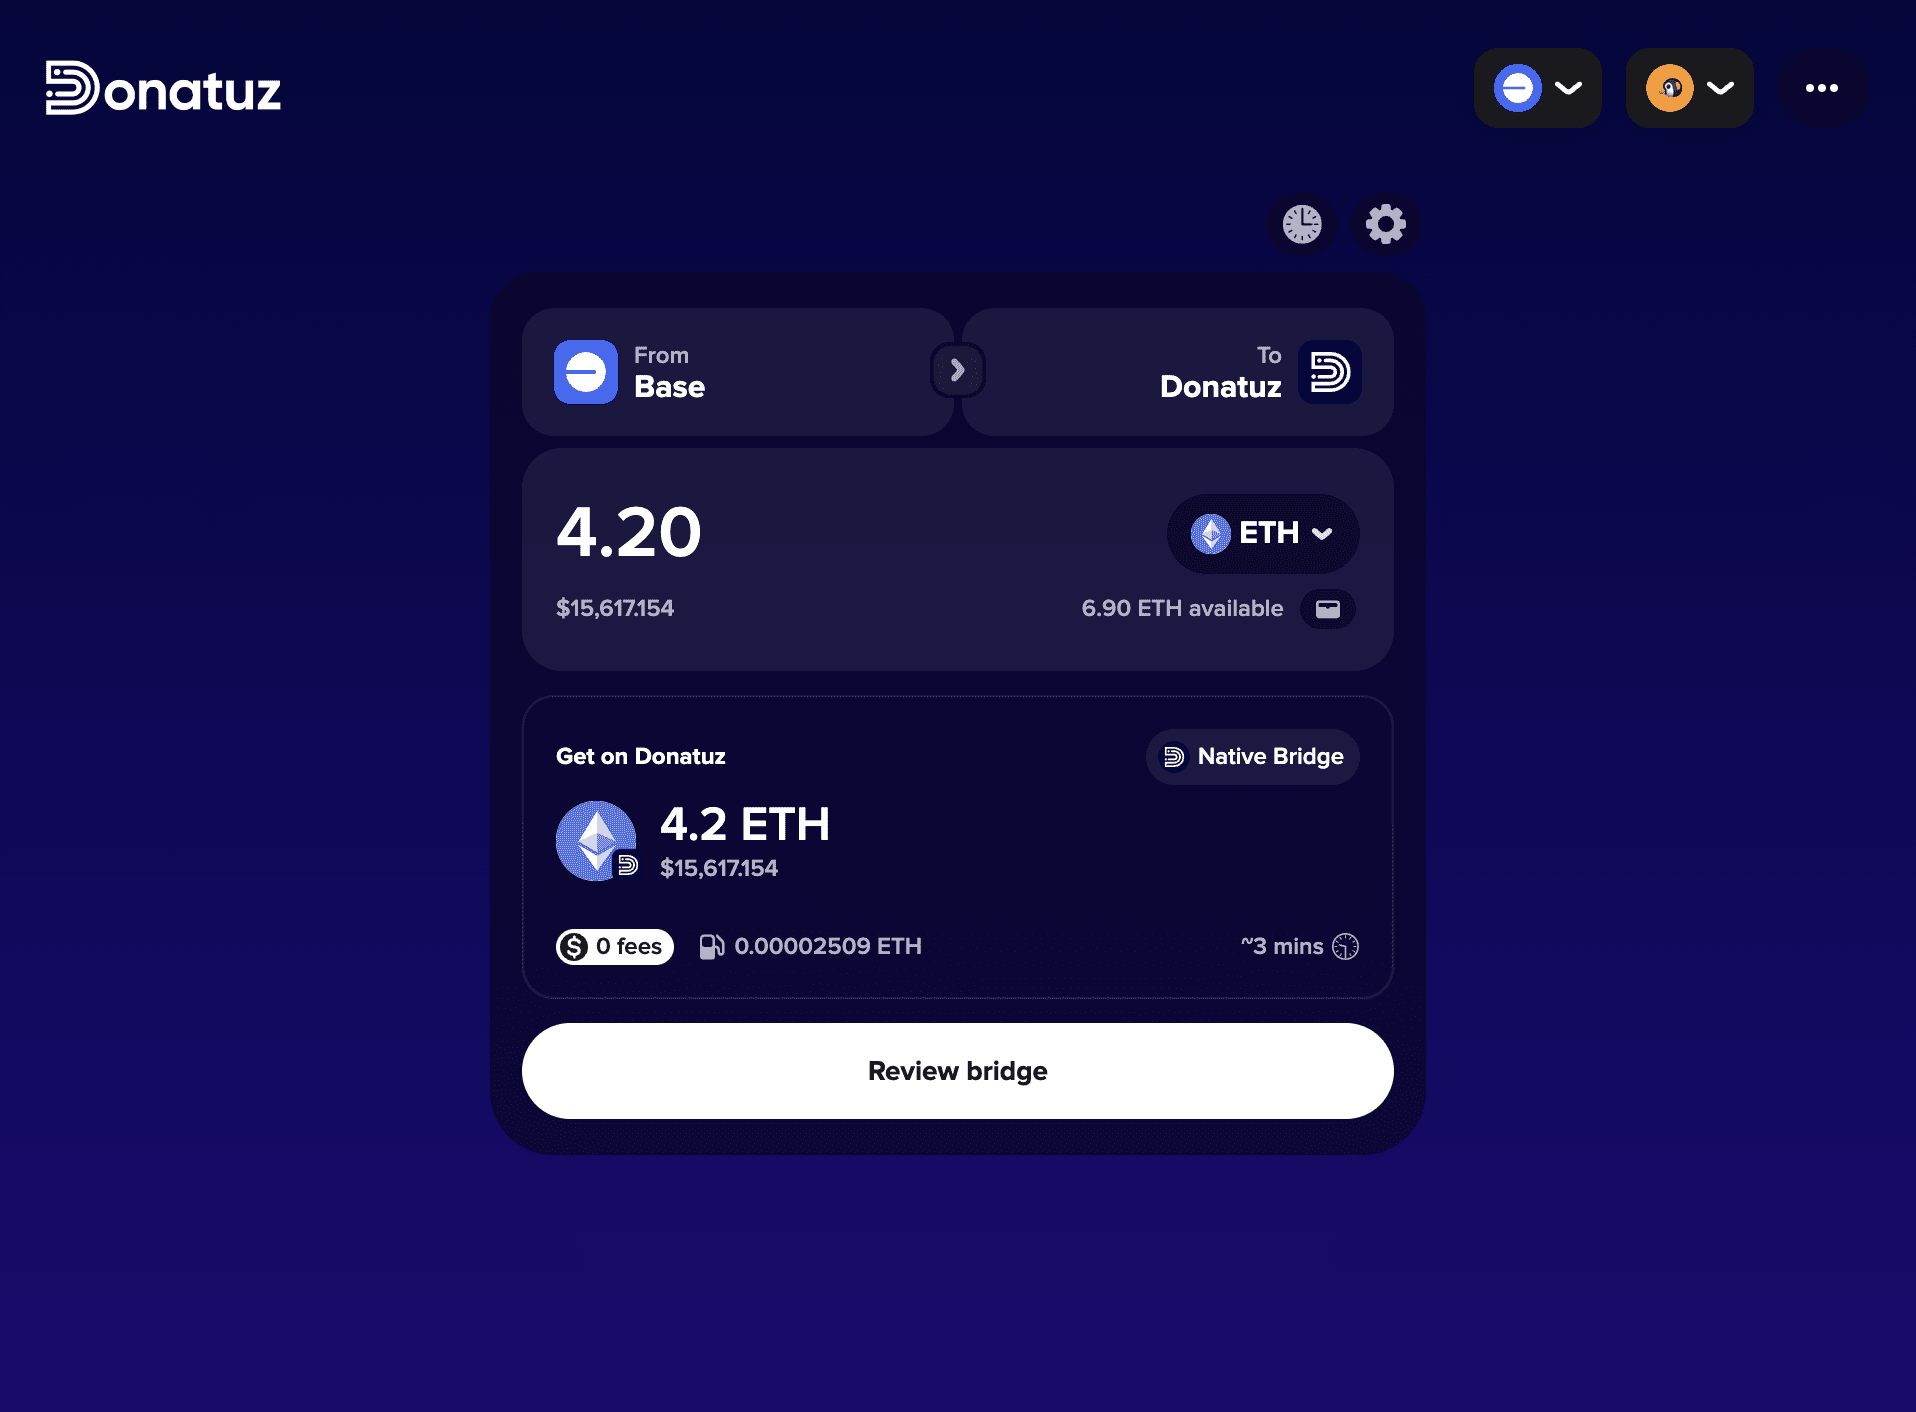 Donatuz
From
Base
To
Donatuz
4.20
ETH
$15,617.154
6.90 ETH available
Get on Donatuz
Native Bridge
4.2 ETH
$15,617.154
0 fees
0.00002509 ETH
~3 mins
Review bridge